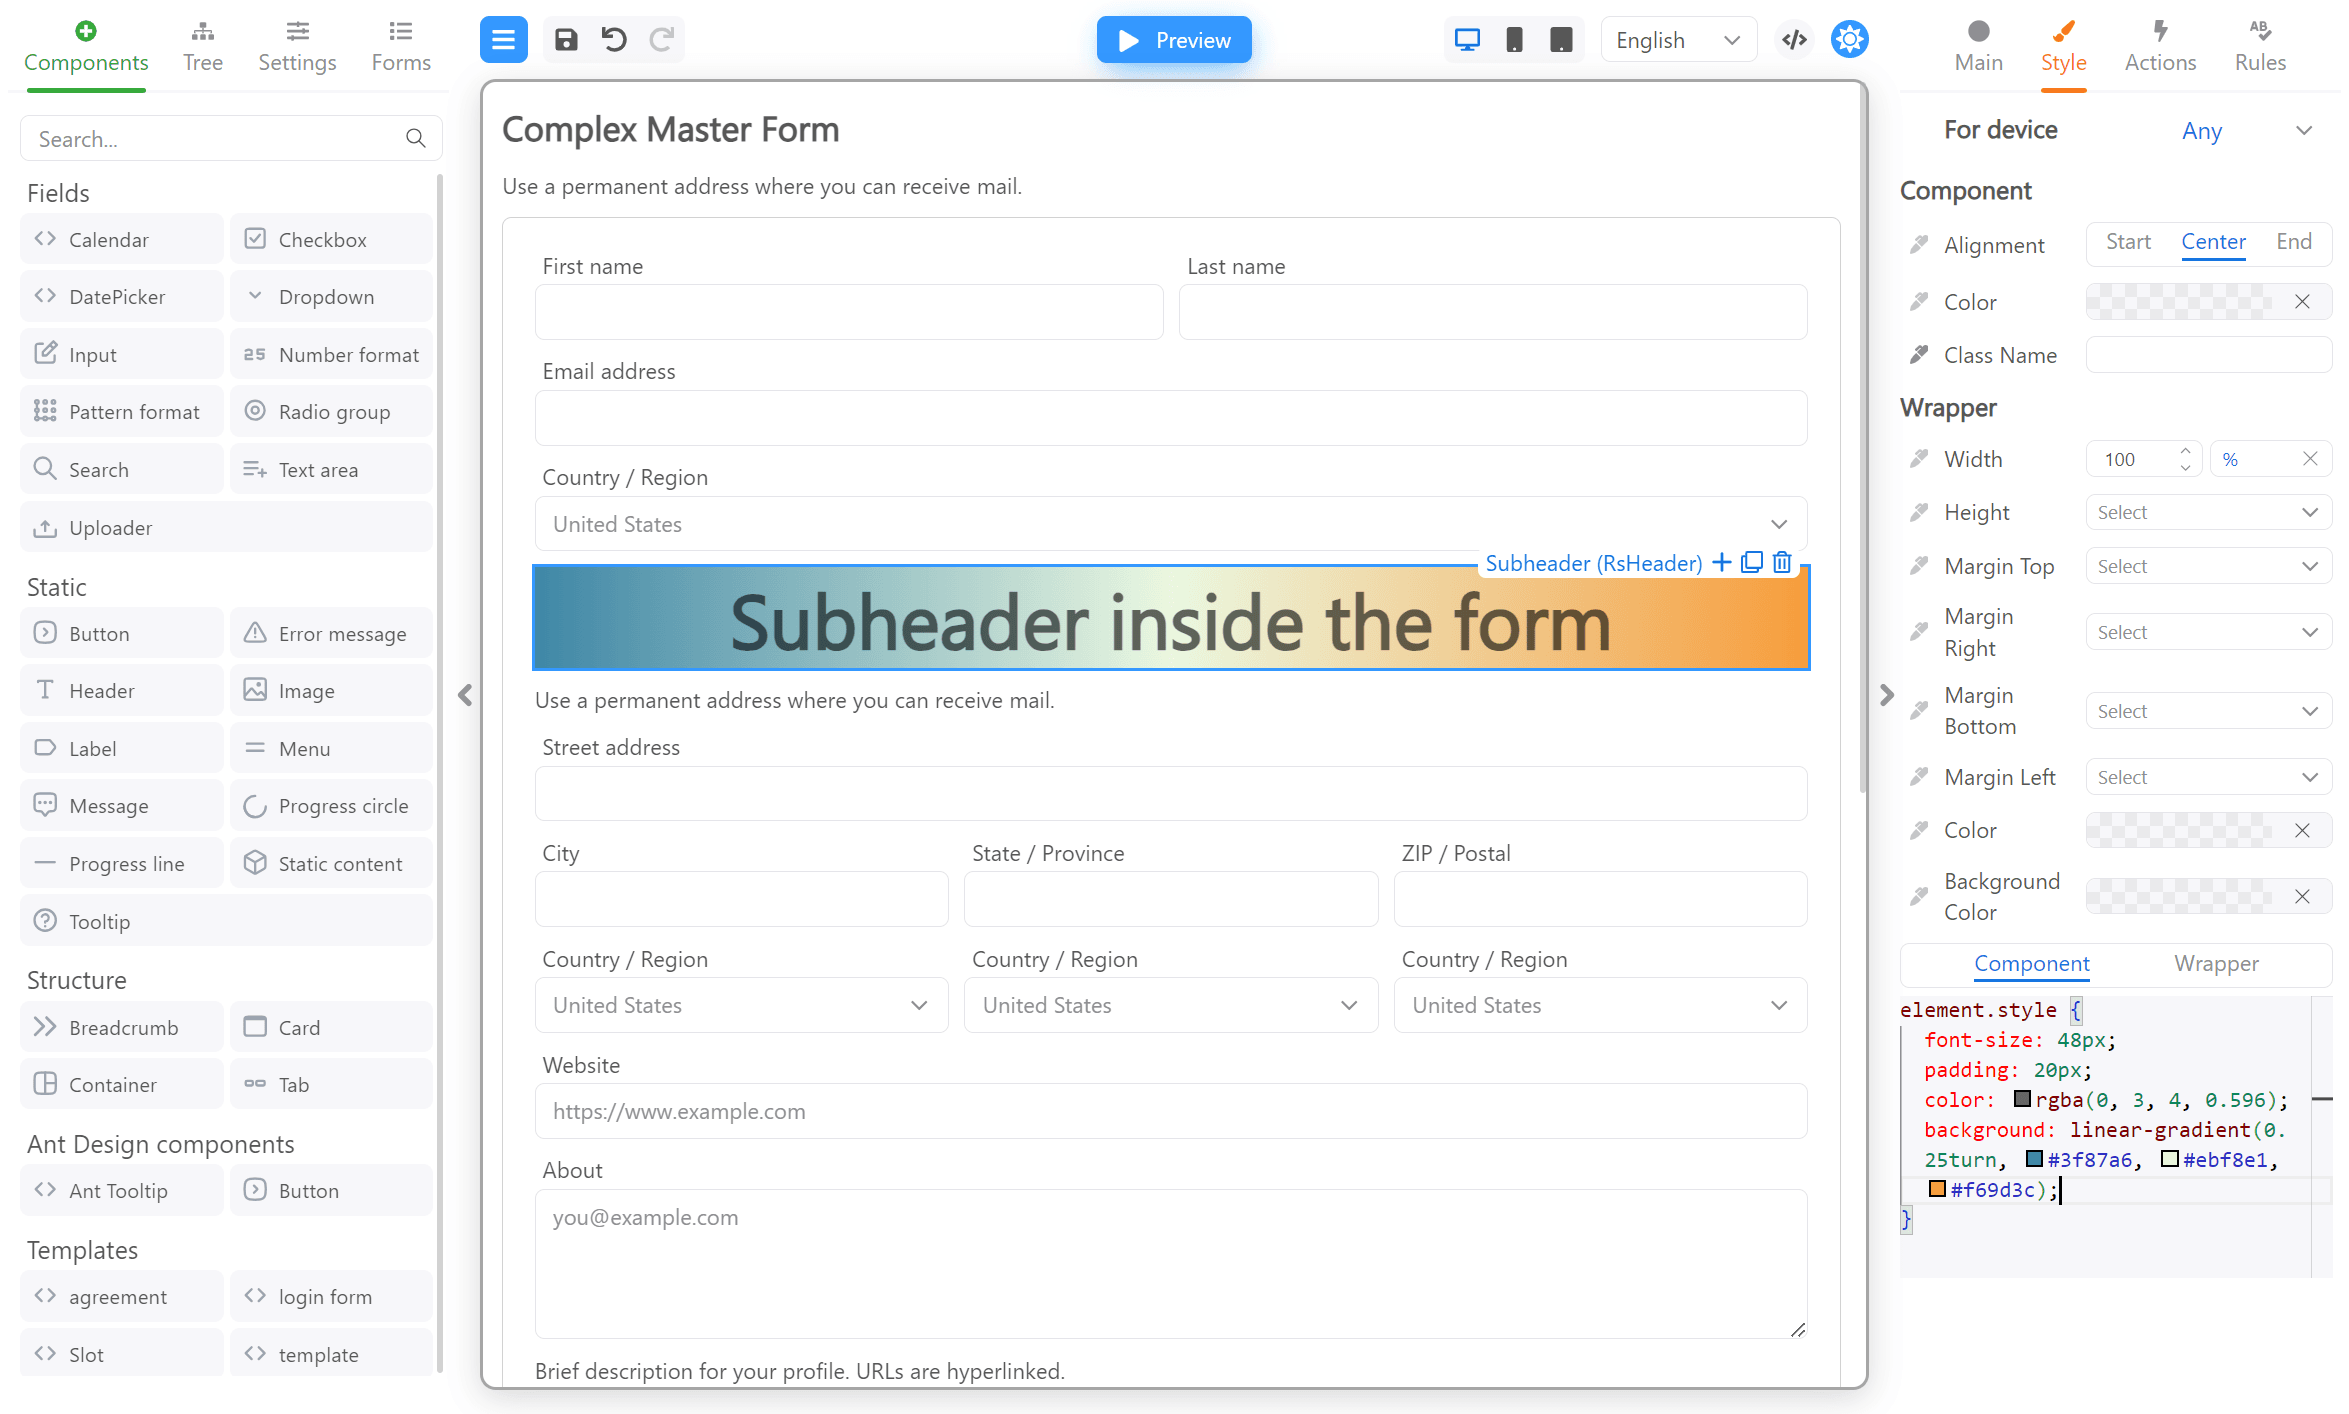 Components
Tree
Settings
Forms
Preview
English
Main
Style
Actions
AB
Rules
Search...
Fields
Calendar
Checkbox
DatePicker
Dropdown
Input
25 Number format
Pattern format
Radio group
Search
Text area
Uploader
Static
Button
Error message
T Header
Image
Label
Menu
Message
Progress circle
Progress line
Static content
Tooltip
Structure
Breadcrumb
Card
Container
Tab
Ant Design components
Ant Tooltip
Button
Templates
agreement
login form
Slot
template
Complex Master Form
Use a permanent address where you can receive mail.
First name
Last name
Email address
Country / Region
United States
Subheader (RsHeader)
Subheader inside the form
Use a permanent address where you can receive mail.
Street address
City
State / Province
ZIP / Postal
Country / Region
Country / Region
Country / Region
United States
United States
United States
Website
https://www.example.com
About
you@example.com
Brief description for your profile. URLs are hyperlinked.
For device
Any
Component
Alignment
Start
Center
End
Color
Class Name
Wrapper
Width
100
%
Height
Select
Margin Top
Select
Margin
Right
Select
Margin
Bottom
Select
Margin Left
Select
Color
Background
Color
Component
Wrapper
element.style {
font-size: 48px;
padding: 20px;
color: rgba(0, 3, 4, 0.596);
background: linear-gradient(0.
25turn, #3f87a6, #ebf8e1,
#f69d3c);
}